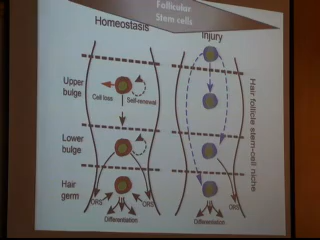 Follicular
Stem cells
Homeostasis
Injury
Upper
bulge
Cell loss
Self-renewal
Lower
bulge
Hair
germ
ORS
ORS
ORS
Differentiation
Differentiation
Hair follicle stem-cell niche